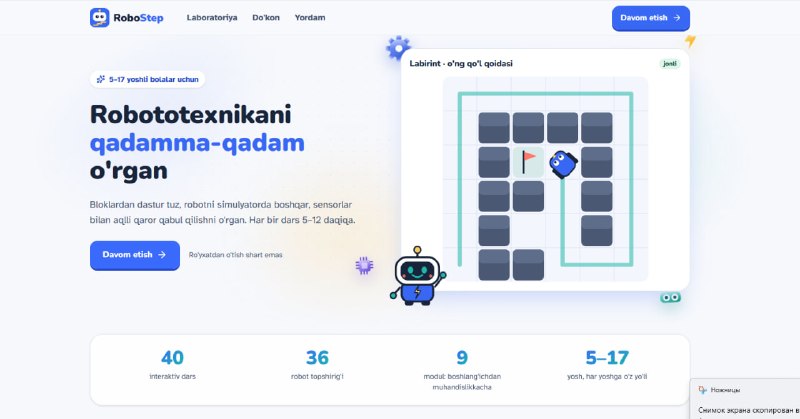 RoboStep
Laboratoriya
Do'kon
Yordam
Davom etish →
5-17 yoshli bolalar uchun
Robototexnikani
qadamma-qadam
o'rgan
Bloklardan dastur tuz, robotni simulyatorda boshqar, sensorlar
bilan aqlli qaror qabul qilishni o'rgan. Har bir dars 5–12 daqiqa.
Davom etish →
Ro'yxatdan o'tish shart emas
Labirint - o'ng qo'l qoidasi
jonli
40
interaktiv dars
36
robot topshirig'i
9
modul: boshlang'ichdan
muhandislikkacha
5–17
yosh, har yoshga o'z yo'li
Ножницы
Снимок экрана скопирован в